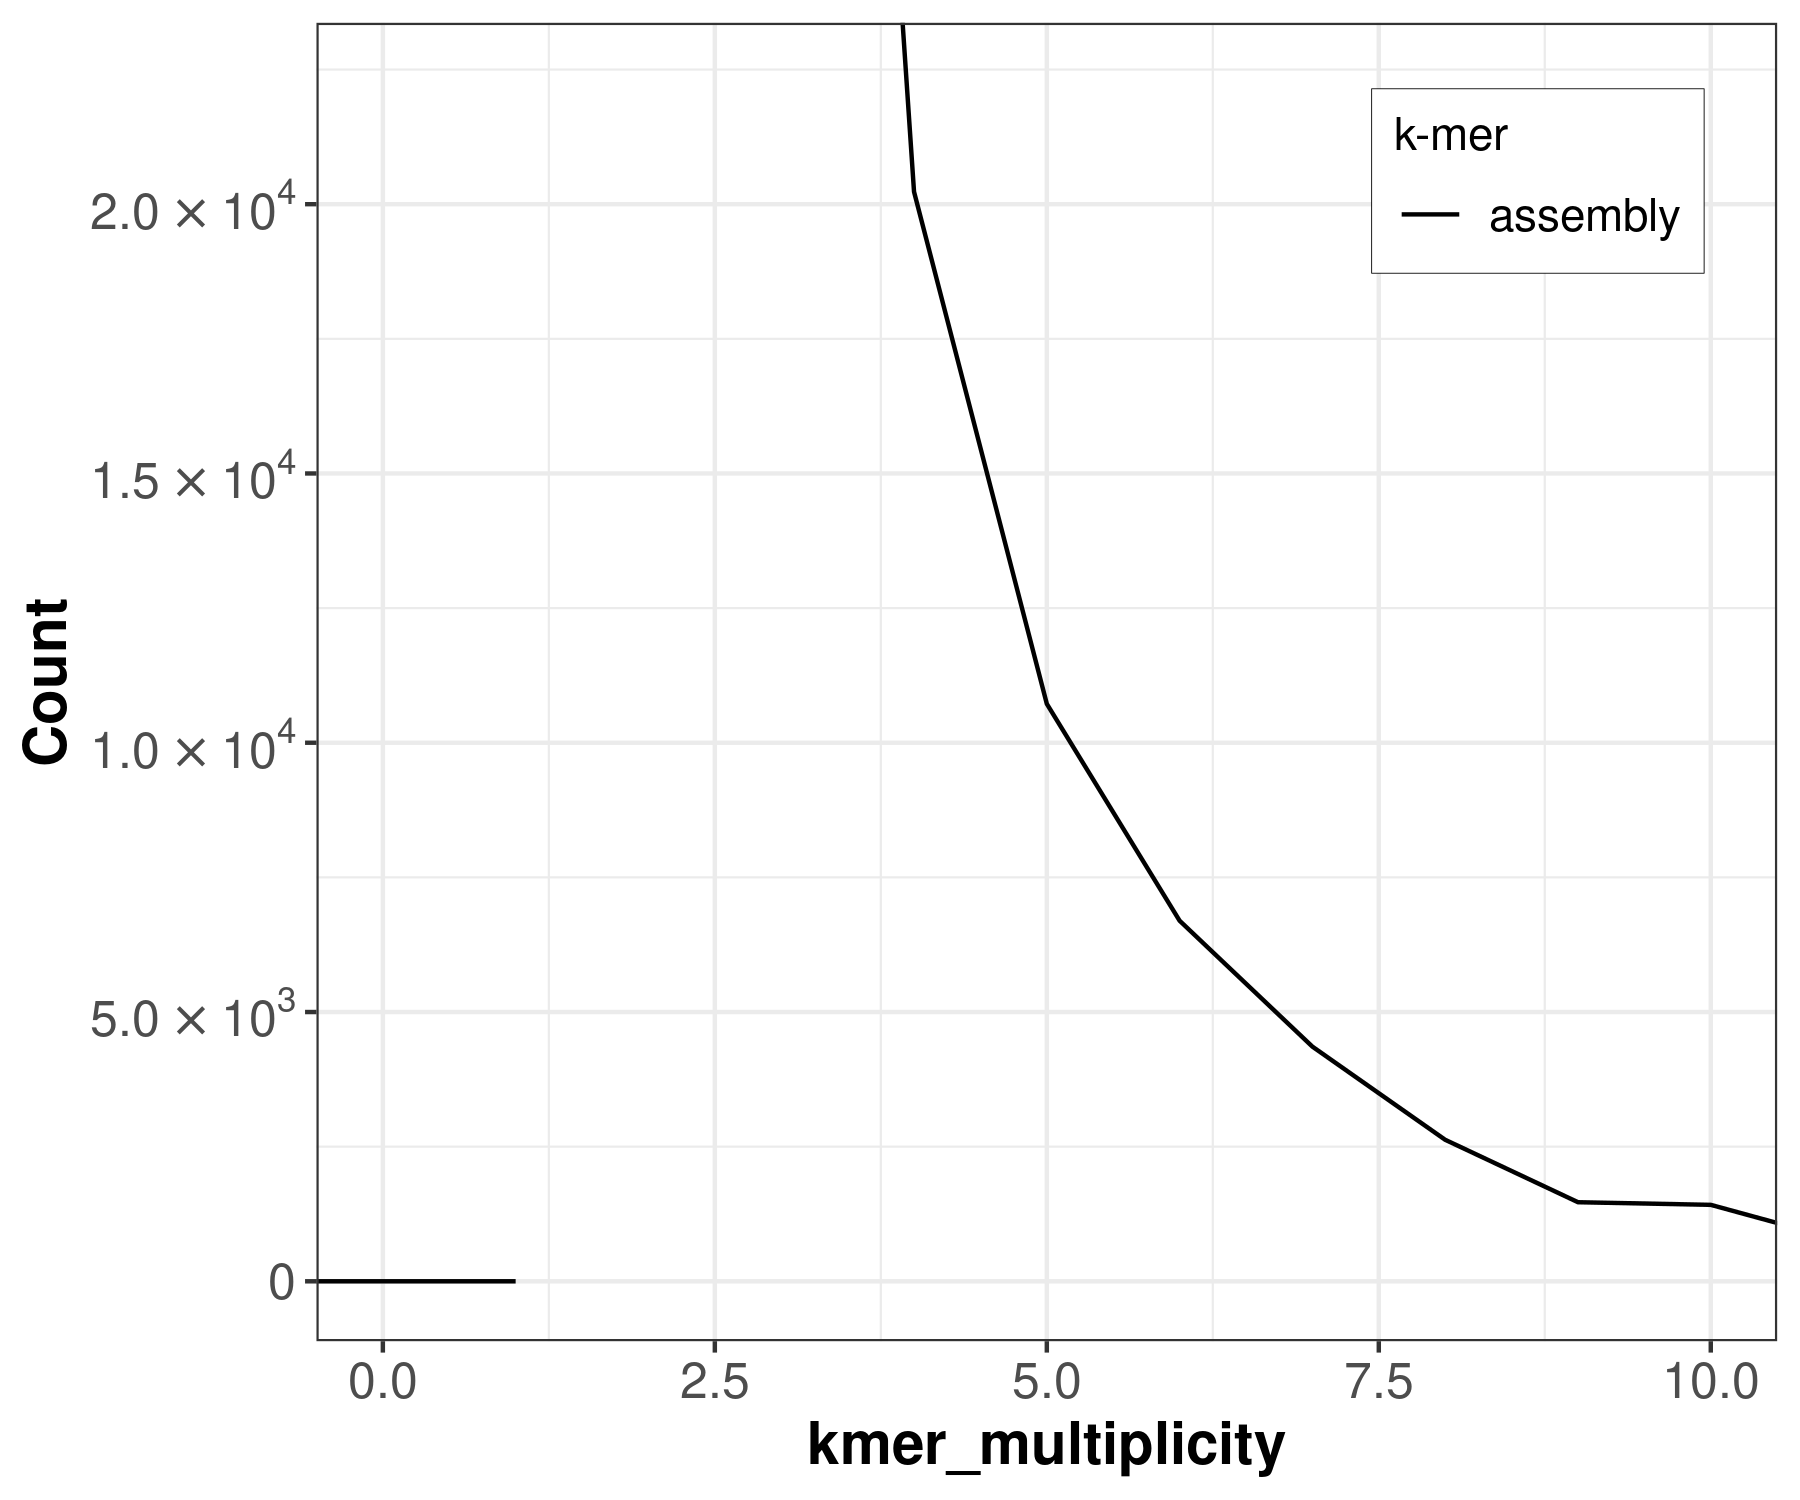 k-mer
assembly
2.0 × 10⁴
1.5 × 10⁴
1.0 × 10⁴
5.0 × 10³
0
Count
0.0 2.5 5.0 7.5 10.0
kmer_multiplicity